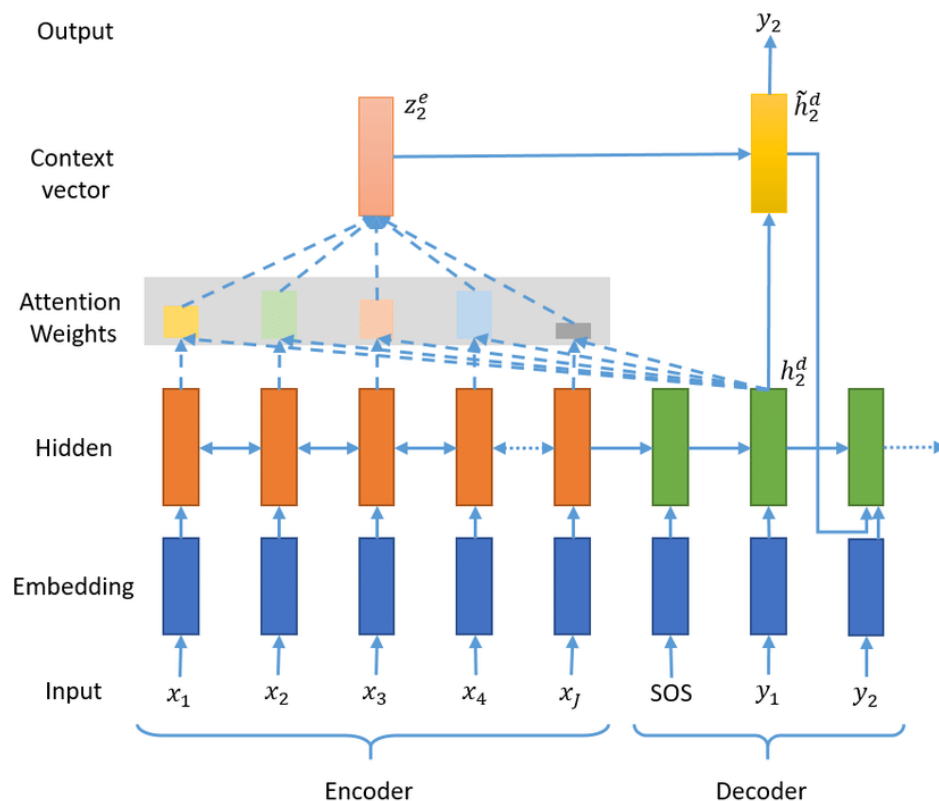 Output
y₂
z₂ᵉ
h̃₂ᵈ
Context
vector
Attention
Weights
h₂ᵈ
Hidden
Embedding
Input
x₁ x₂ x₃ x₄ x_J SOS y₁ y₂
Encoder Decoder